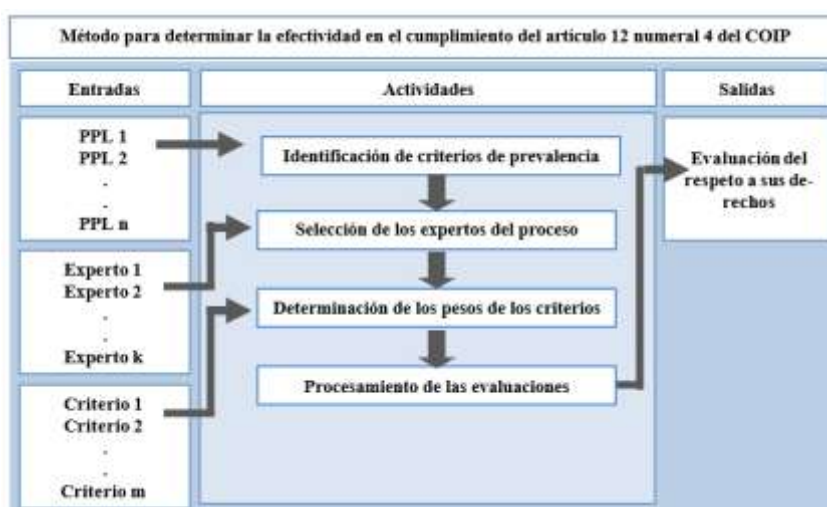 Método para determinar la efectividad en el cumplimiento del artículo 12 numeral 4 del COIP
Entradas
Actividades
Salidas
PPL 1
PPL 2
.
.
PPL n
Experto 1
Experto 2
.
.
Experto k
Criterio 1
Criterio 2
.
.
Criterio m
Identificación de criterios de prevalencia
Selección de los expertos del proceso
Determinación de los pesos de los criterios
Procesamiento de las evaluaciones
Evaluación del
respeto a sus de-
rechos